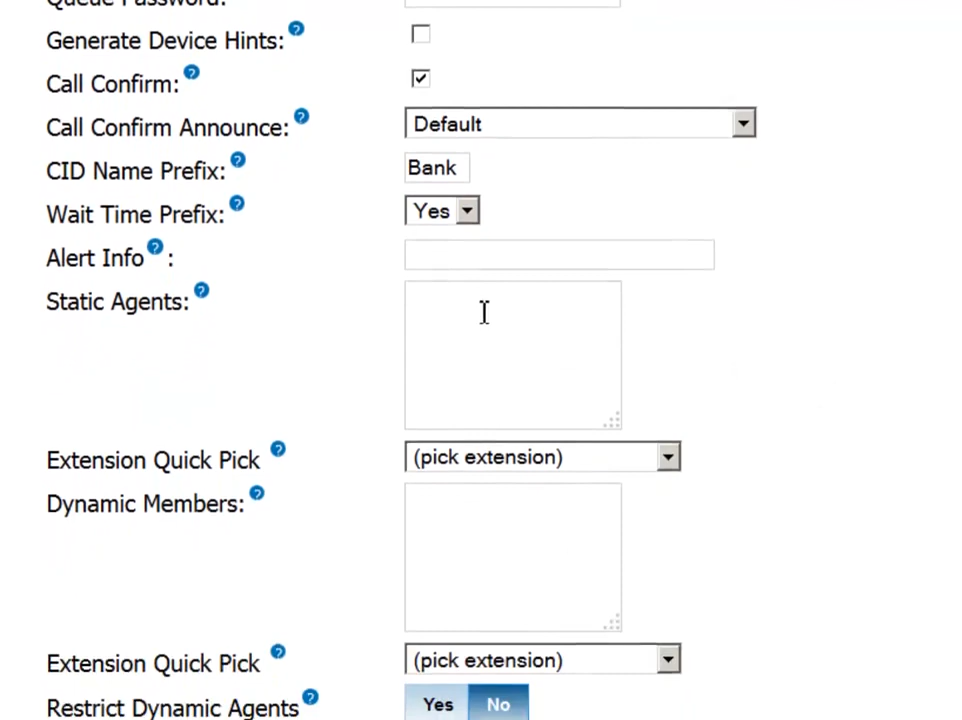 Queue Password:
Generate Device Hints: ?
Call Confirm: ?
Call Confirm Announce: ? Default
CID Name Prefix: ? Bank
Wait Time Prefix: ? Yes
Alert Info ? :
Static Agents: ?
Extension Quick Pick ? (pick extension)
Dynamic Members: ?
Extension Quick Pick ? (pick extension)
Restrict Dynamic Agents ? Yes No